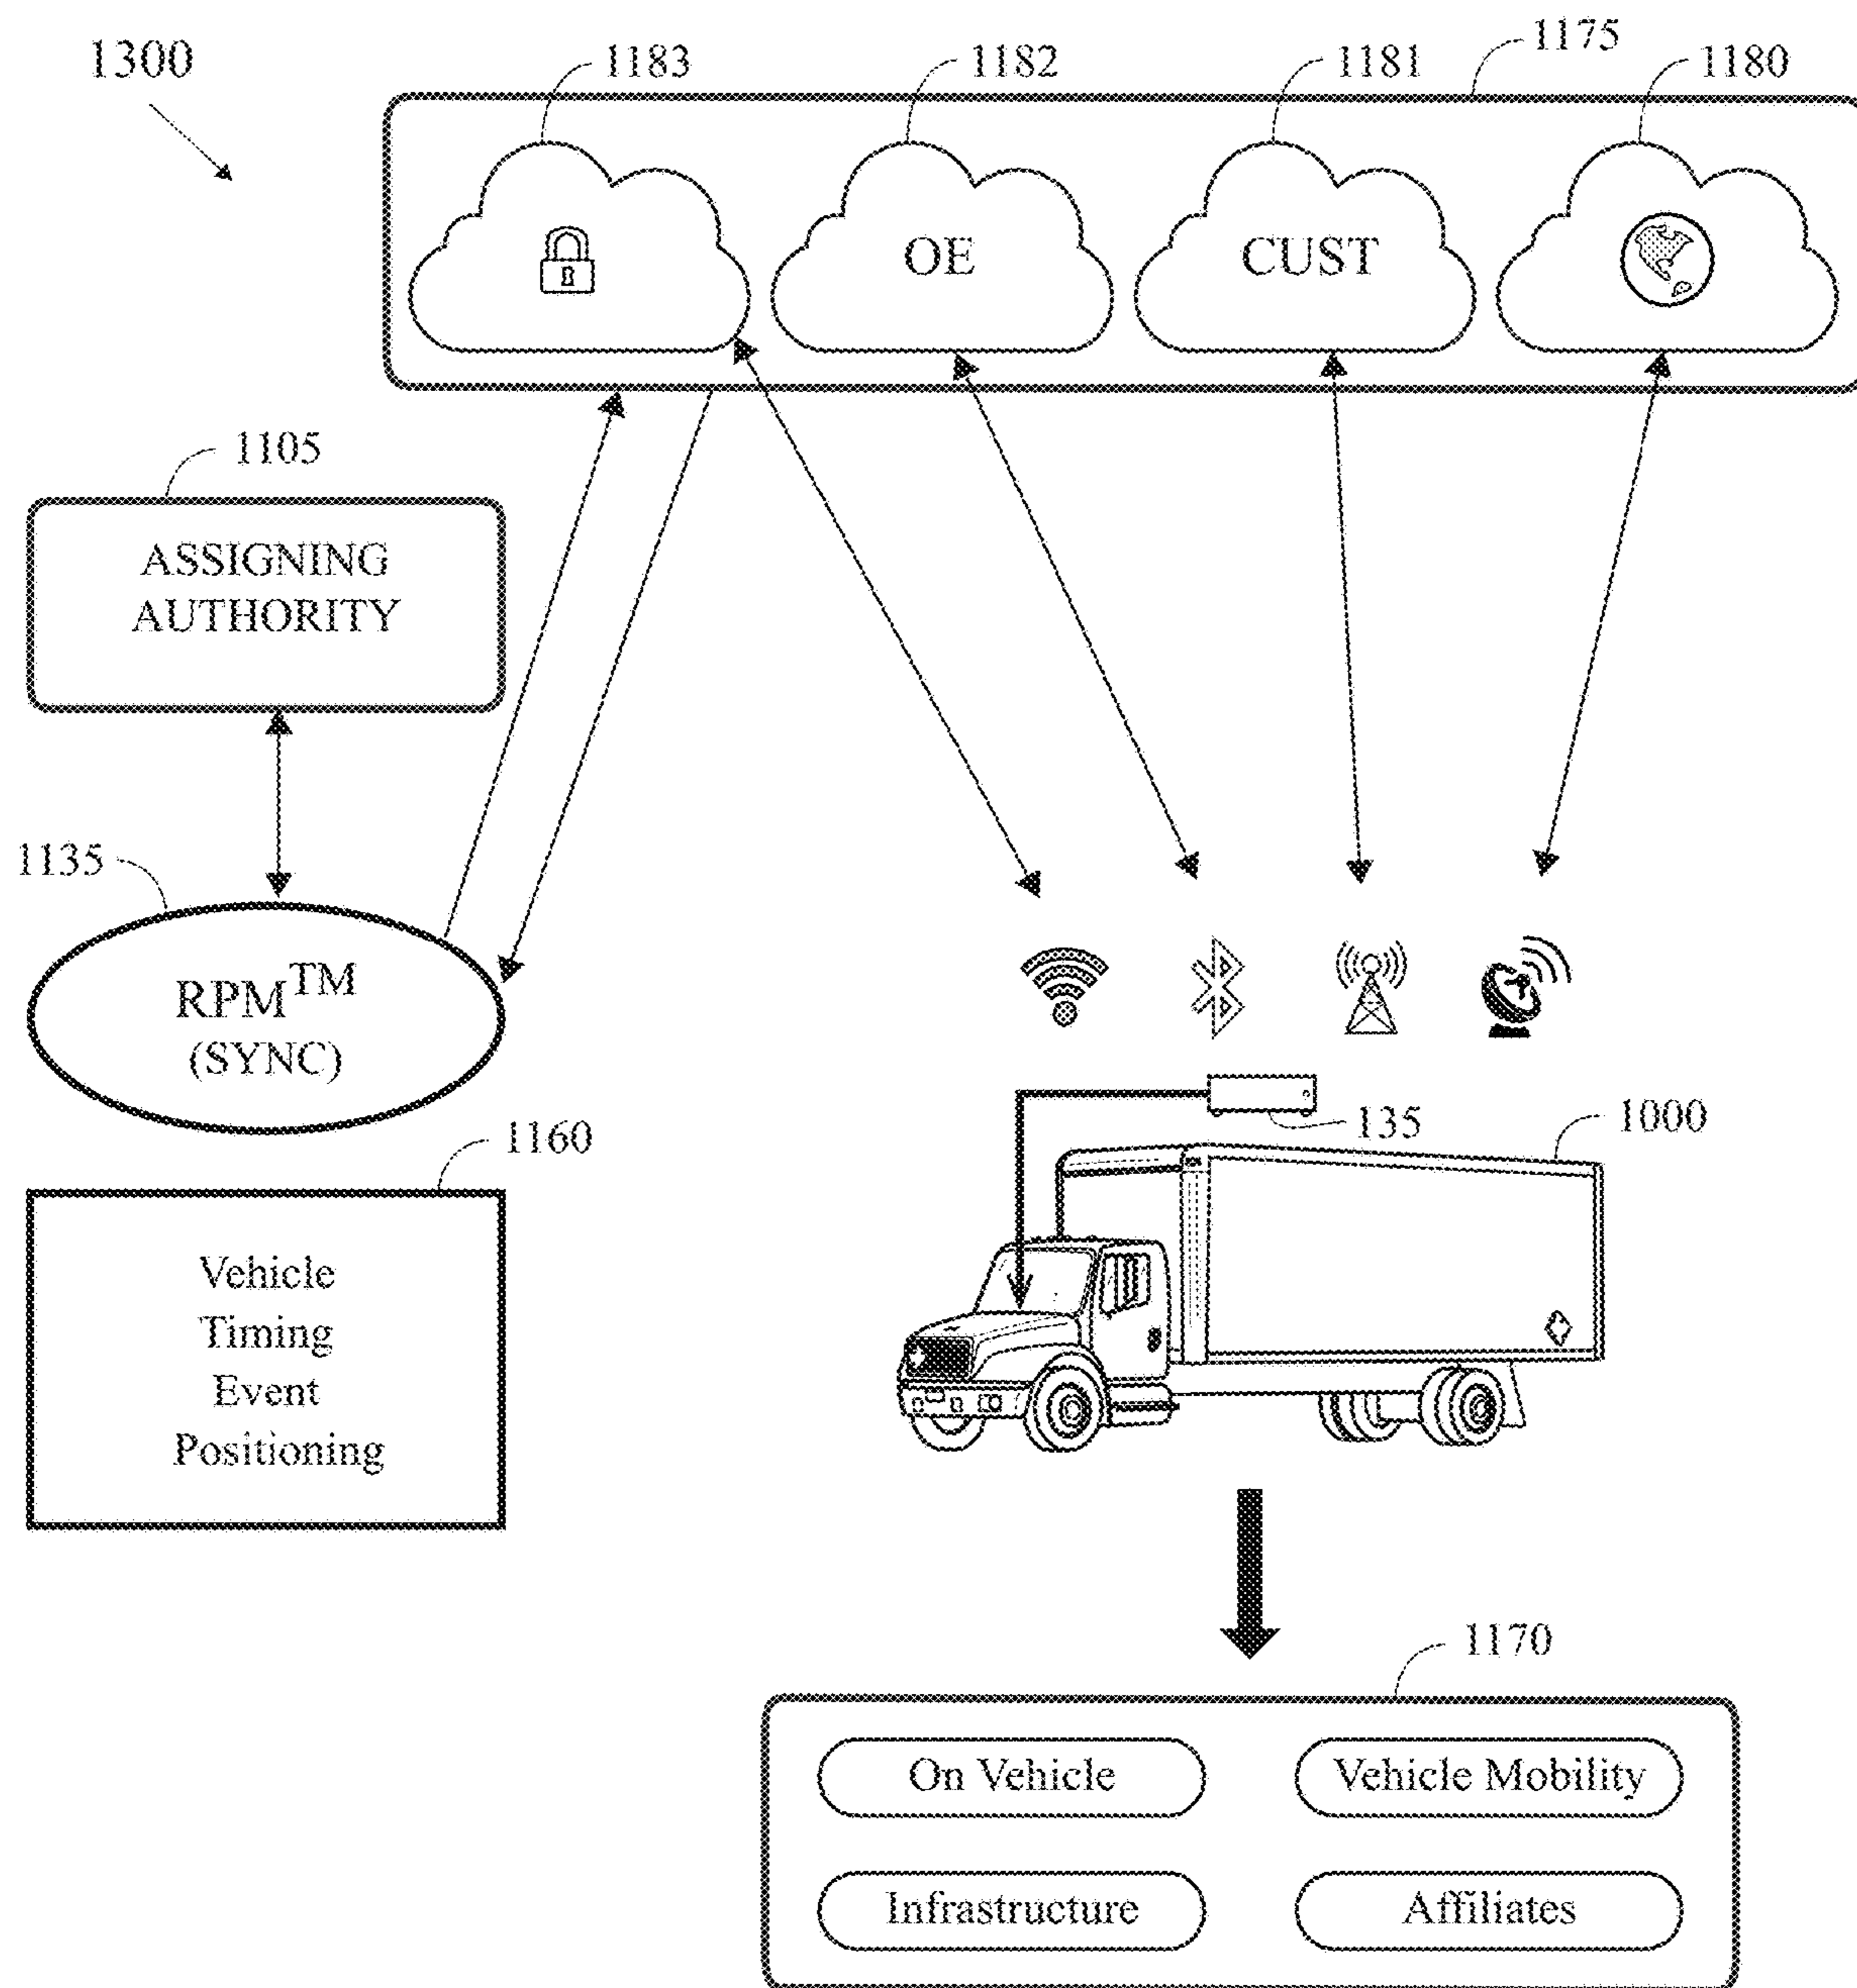 1300
1183
1182
1181
1175
1180
OE
CUST
1105
ASSIGNING
AUTHORITY
1135
RPM™
(SYNC)
135
1000
1160
Vehicle
Timing
Event
Positioning
1170
On Vehicle
Vehicle Mobility
Infrastructure
Affiliates